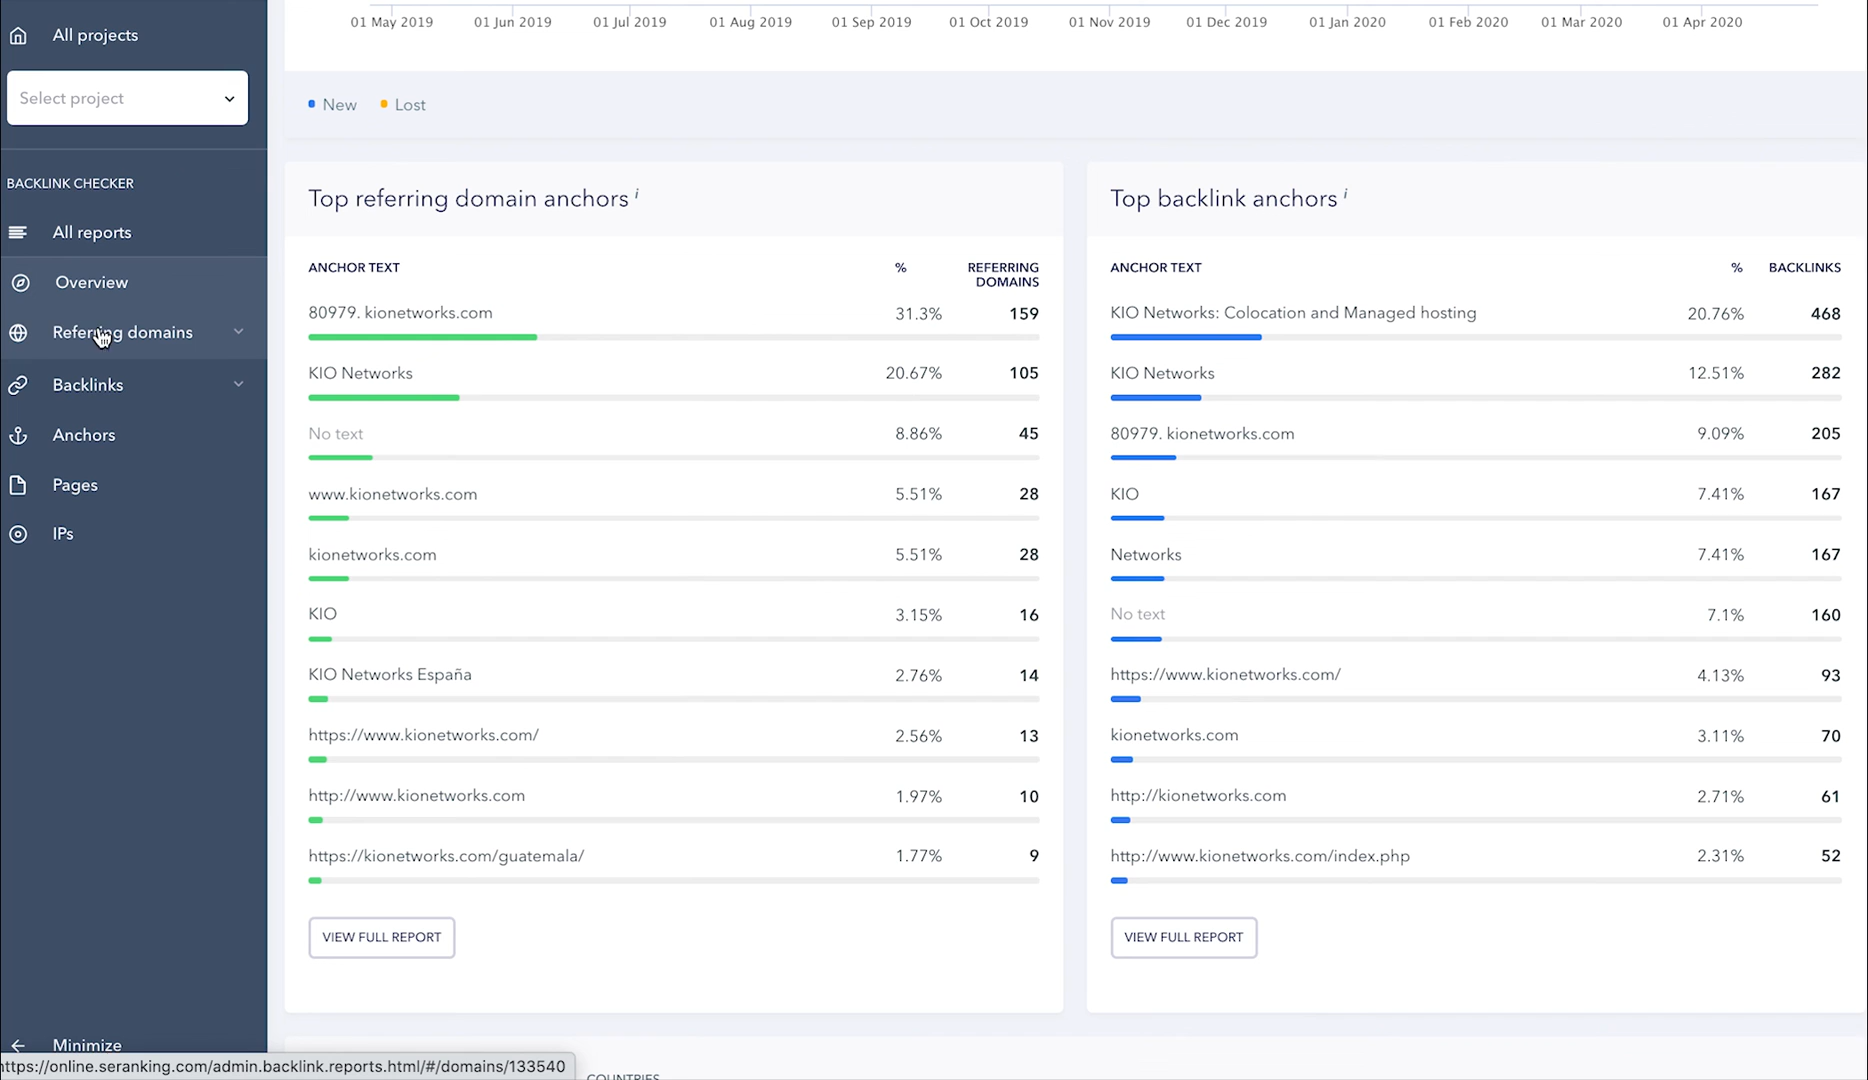 01 May 2019 01 Jun 2019 01 Jul 2019 01 Aug 2019 01 Sep 2019 01 Oct 2019 01 Nov 2019 01 Dec 2019 01 Jan 2020 01 Feb 2020 01 Mar 2020 01 Apr 2020
All projects
Select project
BACKLINK CHECKER
All reports
Overview
Referring domains
Backlinks
Anchors
Pages
IPs
Minimize
https://online.seranking.com/admin.backlink.reports.html/#/domains/133540
New Lost
Top referring domain anchors i
ANCHOR TEXT % REFERRING
DOMAINS
80979. kionetworks.com 31.3% 159
KIO Networks 20.67% 105
No text 8.86% 45
www.kionetworks.com 5.51% 28
kionetworks.com 5.51% 28
KIO 3.15% 16
KIO Networks España 2.76% 14
https://www.kionetworks.com/ 2.56% 13
http://www.kionetworks.com 1.97% 10
https://kionetworks.com/guatemala/ 1.77% 9
VIEW FULL REPORT
Top backlink anchors i
ANCHOR TEXT % BACKLINKS
KIO Networks: Colocation and Managed hosting 20.76% 468
KIO Networks 12.51% 282
80979. kionetworks.com 9.09% 205
KIO 7.41% 167
Networks 7.41% 167
No text 7.1% 160
https://www.kionetworks.com/ 4.13% 93
kionetworks.com 3.11% 70
http://kionetworks.com 2.71% 61
http://www.kionetworks.com/index.php 2.31% 52
VIEW FULL REPORT
COUNTRIES